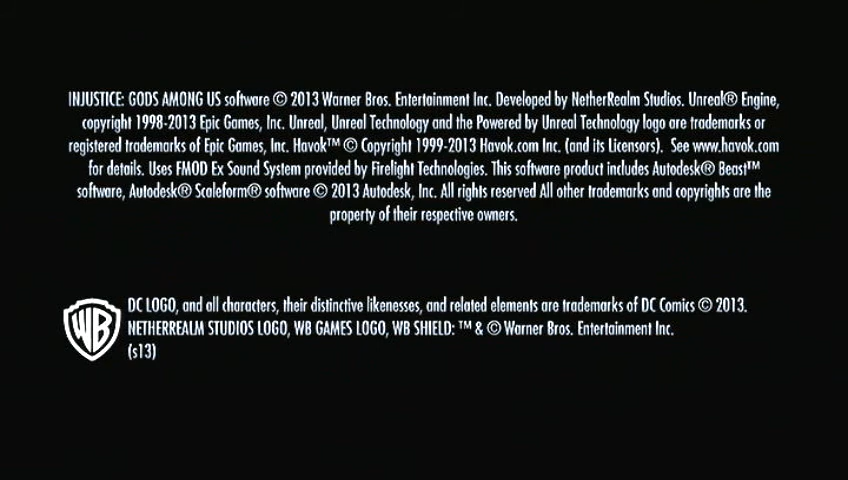 INJUSTICE: GODS AMONG US software © 2013 Warner Bros. Entertainment Inc. Developed by NetherRealm Studios. Unreal® Engine,
copyright 1998-2013 Epic Games, Inc. Unreal, Unreal Technology and the Powered by Unreal Technology logo are trademarks or
registered trademarks of Epic Games, Inc. Havok™ © Copyright 1999-2013 Havok.com Inc. (and its Licensors). See www.havok.com
for details. Uses FMOD Ex Sound System provided by Firelight Technologies. This software product includes Autodesk® Beast™
software, Autodesk® Scaleform® software © 2013 Autodesk, Inc. All rights reserved All other trademarks and copyrights are the
property of their respective owners.
WB
DC LOGO, and all characters, their distinctive likenesses, and related elements are trademarks of DC Comics © 2013.
NETHERREALM STUDIOS LOGO, WB GAMES LOGO, WB SHIELD: ™ & © Warner Bros. Entertainment Inc.
(s13)